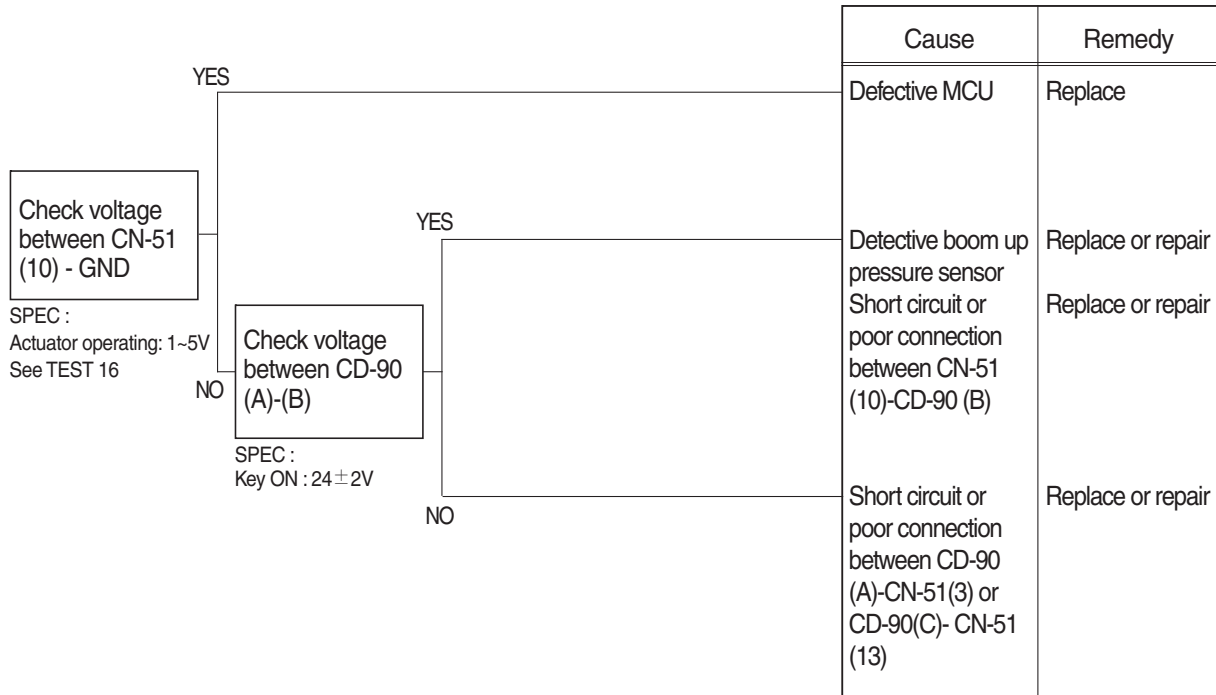 Cause
Remedy
YES
Defective MCU
Replace
Check voltage
between CN-51
(10) - GND
SPEC :
Actuator operating: 1~5V
See TEST 16
NO
YES
Detective boom up
pressure sensor
Replace or repair
Short circuit or
poor connection
between CN-51
(10)-CD-90 (B)
Replace or repair
Check voltage
between CD-90
(A)-(B)
SPEC :
Key ON : 24±2V
NO
Short circuit or
poor connection
between CD-90
(A)-CN-51(3) or
CD-90(C)- CN-51
(13)
Replace or repair